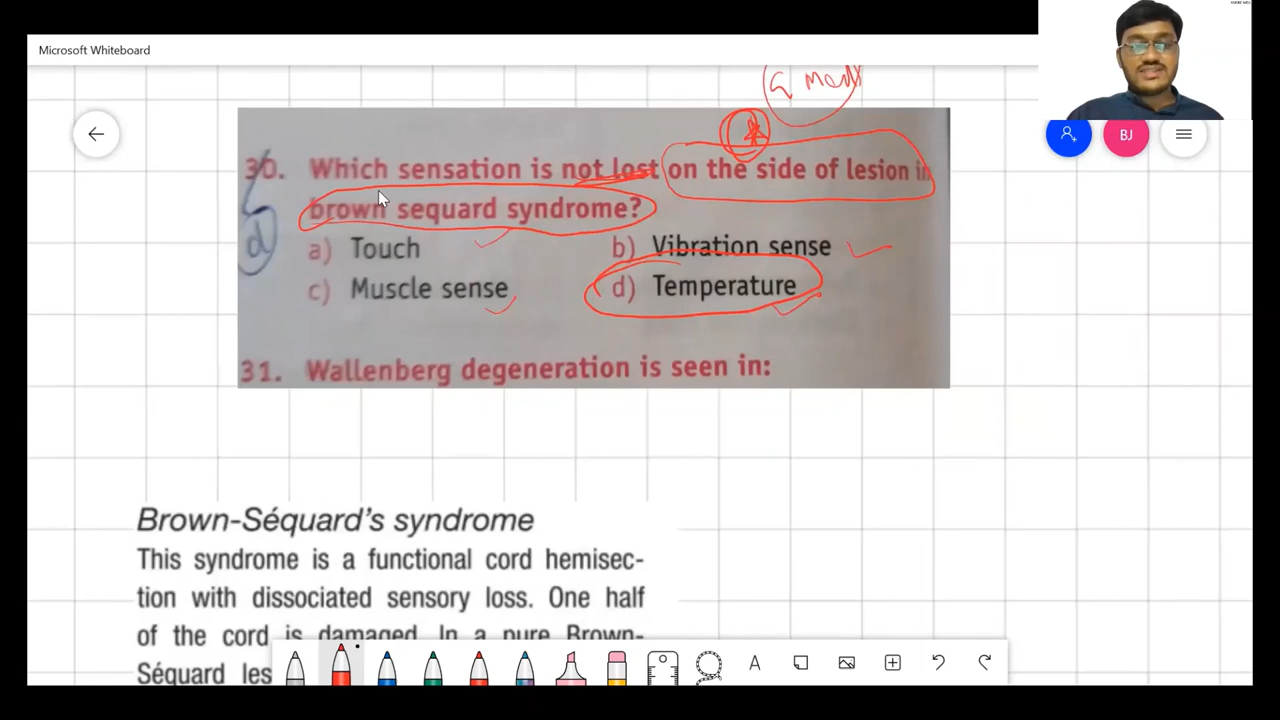 Microsoft Whiteboard
30. Which sensation is not lost on the side of lesion in
brown sequard syndrome?
a) Touch b) Vibration sense
c) Muscle sense d) Temperature
d
31. Wallenberg degeneration is seen in:
BJ
Brown-Séquard's syndrome
This syndrome is a functional cord hemisec-
tion with dissociated sensory loss. One half
of the cord is damaged. In a pure Brown-
Séquard les
A